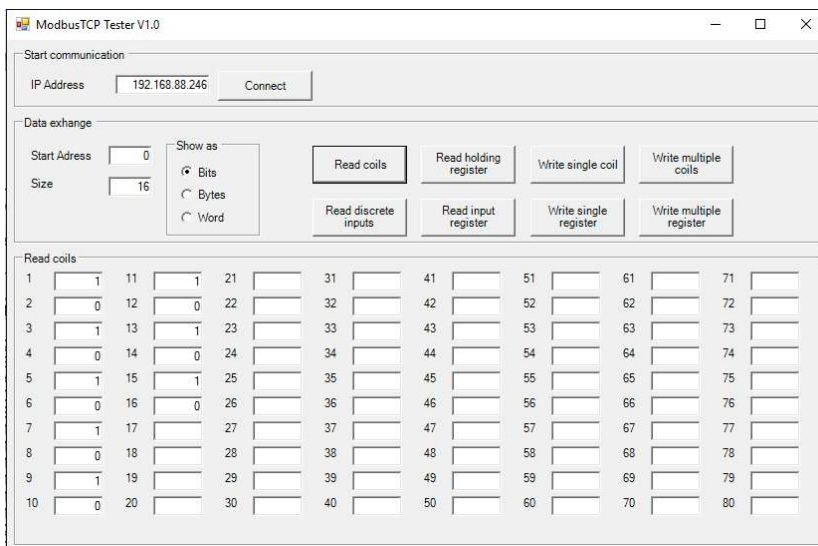 ModbusTCP Tester V1.0
Start communication
IP Address 192.168.88.246 Connect
Data exhange
Start Adress 0
Size 16
Show as
Bits
Bytes
Word
Read coils Read holding register Write single coil Write multiple coils
Read discrete inputs Read input register Write single register Write multiple register
Read coils
1 1 11 1 21 31 41 51 61 71
2 0 12 0 22 32 42 52 62 72
3 1 13 1 23 33 43 53 63 73
4 0 14 0 24 34 44 54 64 74
5 1 15 1 25 35 45 55 65 75
6 0 16 0 26 36 46 56 66 76
7 1 17 27 37 47 57 67 77
8 0 18 28 38 48 58 68 78
9 1 19 29 39 49 59 69 79
10 0 20 30 40 50 60 70 80